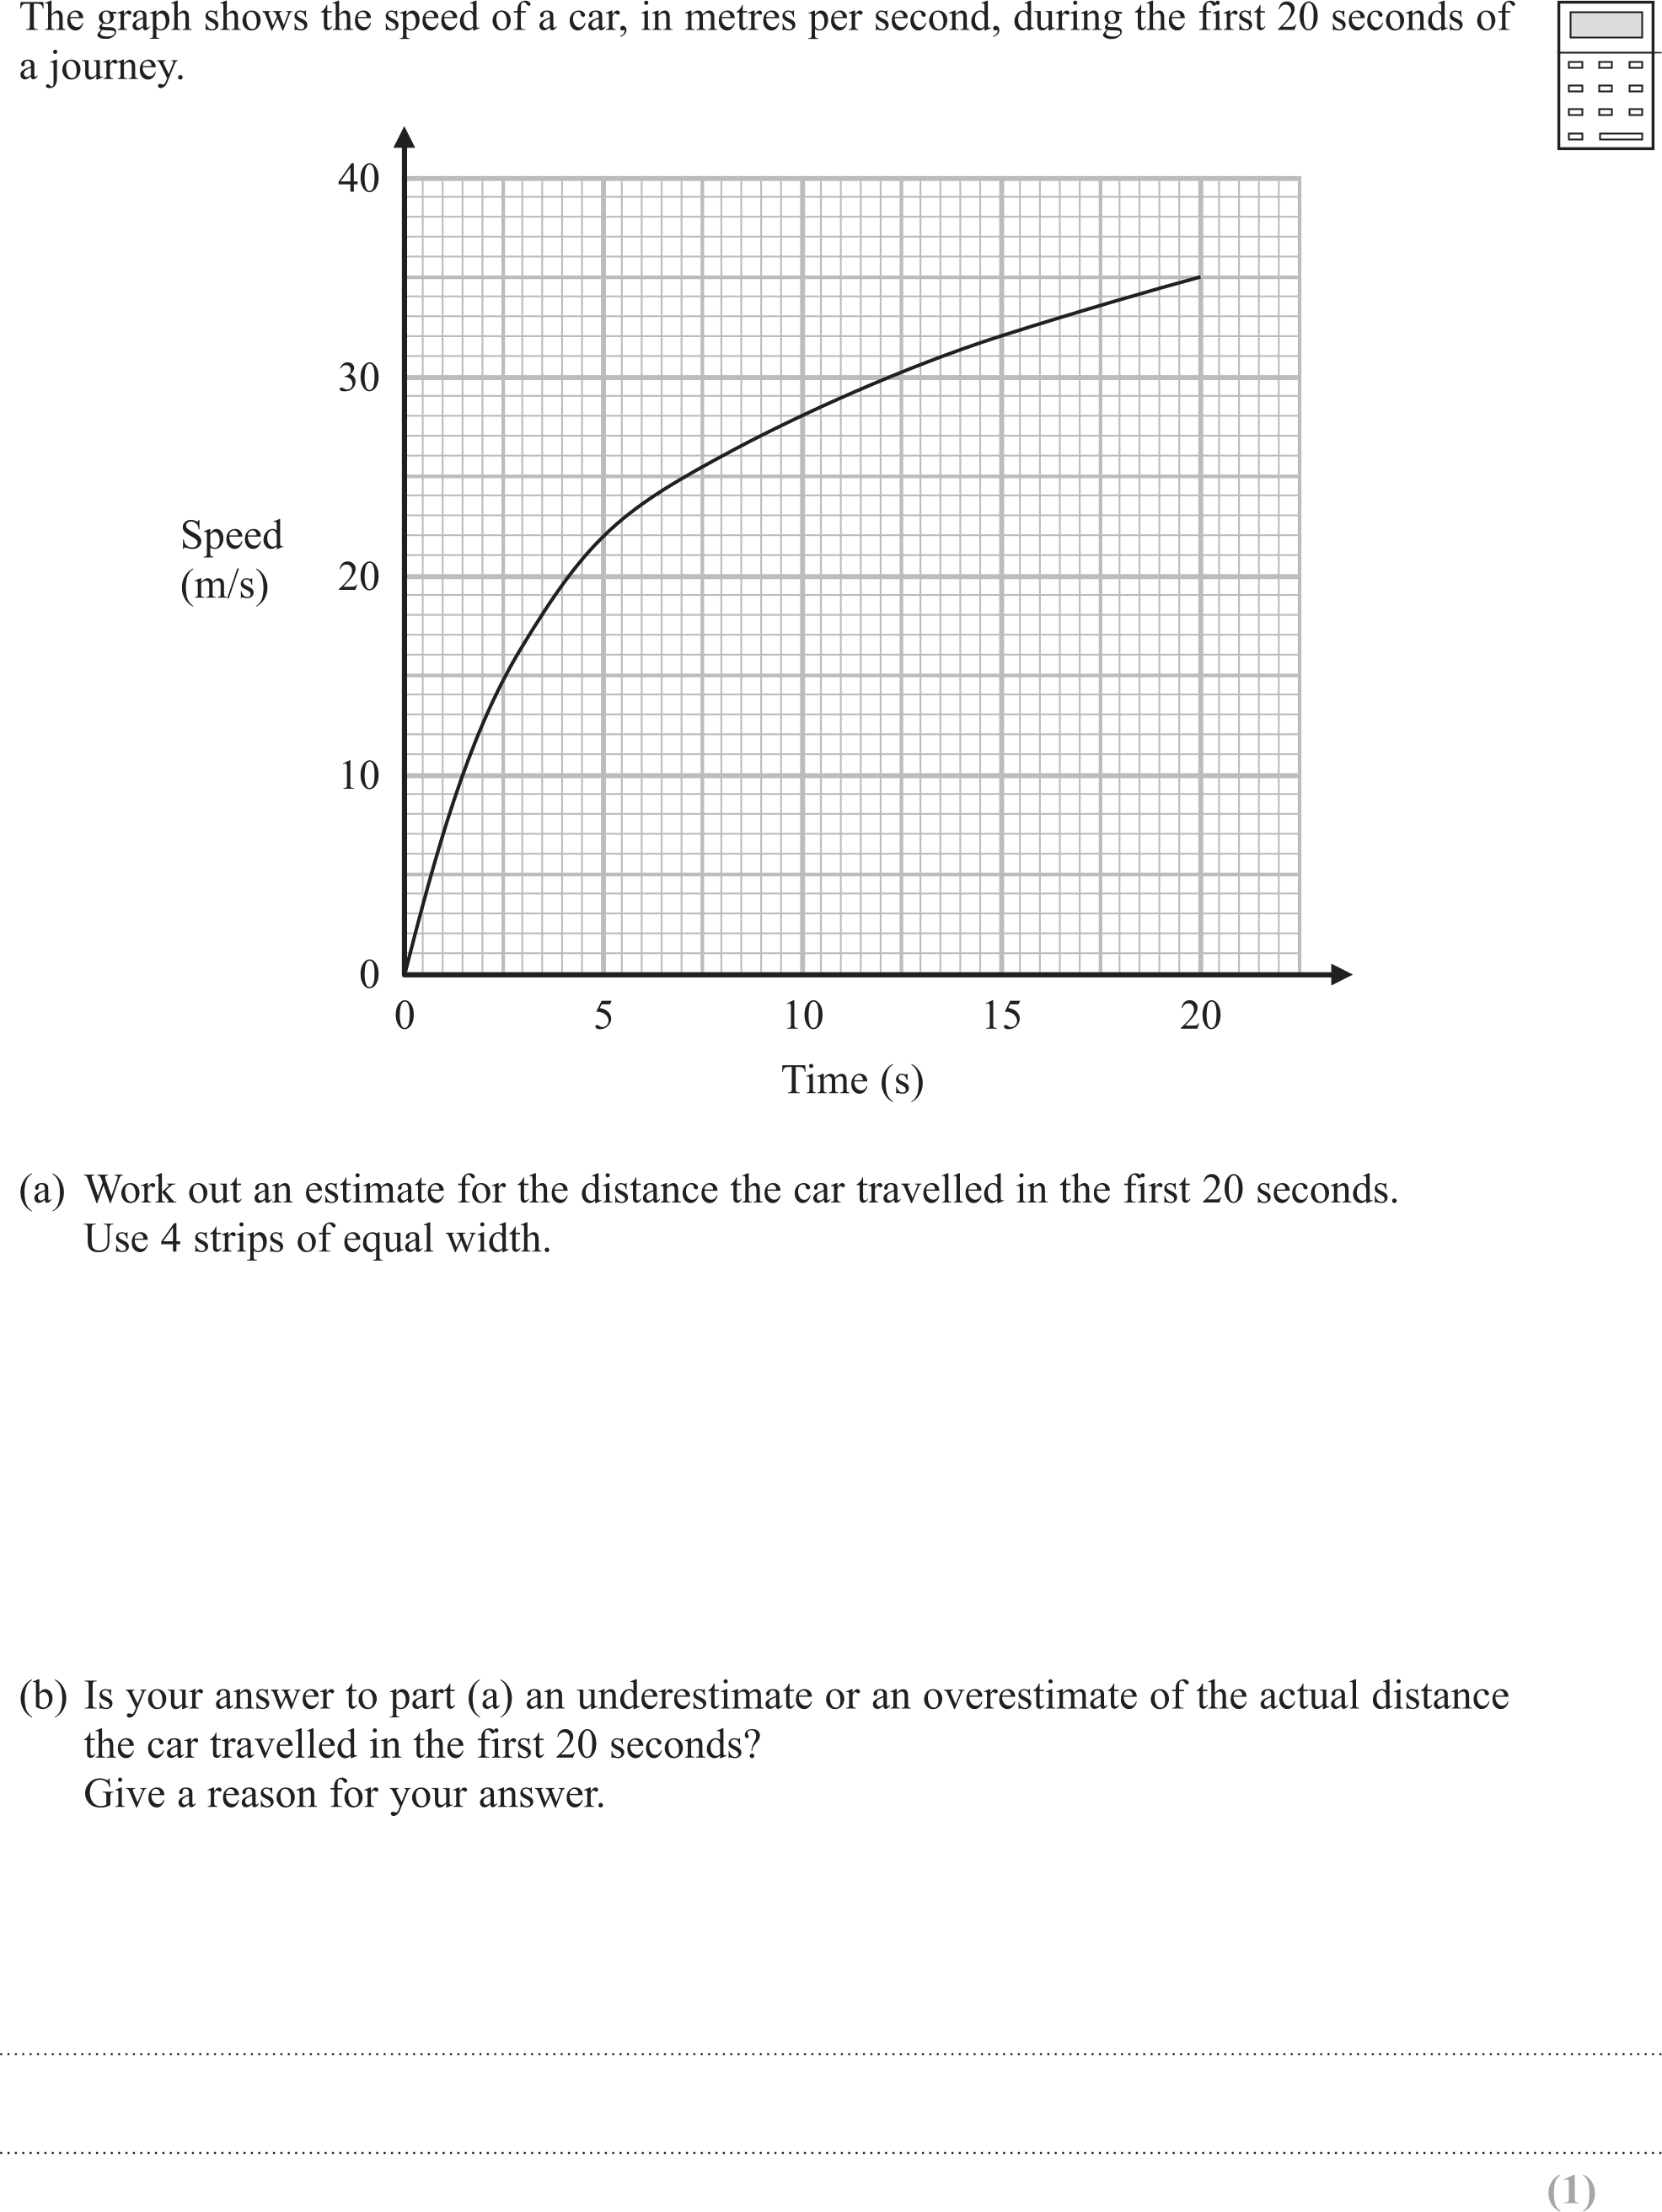 The graph shows the speed of a car, in metres per second, during the first 20 seconds of
a journey.
40
30
Speed
(m/s)
20
10
0
0 5 10 15 20
Time (s)
(a) Work out an estimate for the distance the car travelled in the first 20 seconds.
Use 4 strips of equal width.
(b) Is your answer to part (a) an underestimate or an overestimate of the actual distance
the car travelled in the first 20 seconds?
Give a reason for your answer.
(1)